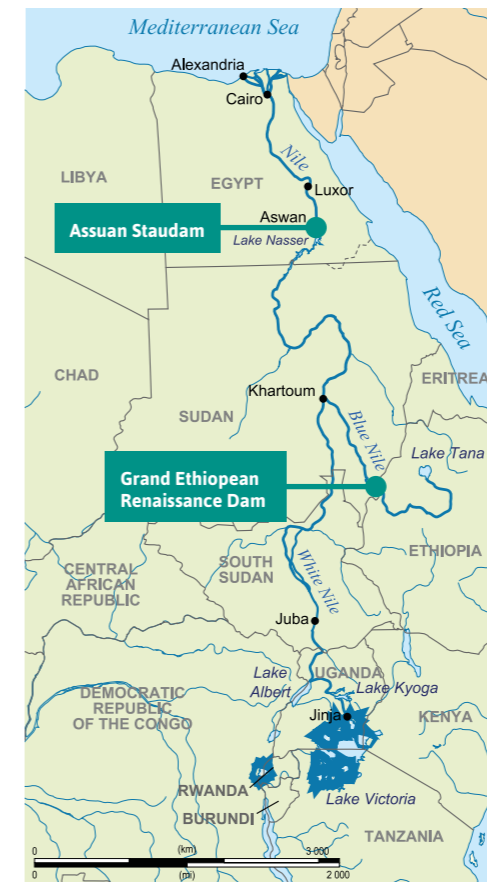 Mediterranean Sea
Alexandria
Cairo
Nile
LIBYA
EGYPT
Luxor
Assuan Staudam
Aswan
Lake Nasser
Red Sea
CHAD
ERITREA
Khartoum
SUDAN
Blue Nile
Lake Tana
Grand Ethiopean
Renaissance Dam
ETHIOPIA
CENTRAL
AFRICAN
REPUBLIC
SOUTH
SUDAN
White Nile
Juba
Lake
Albert
UGANDA
Lake Kyoga
DEMOCRATIC
REPUBLIC
OF THE CONGO
Jinja
KENYA
RWANDA
BURUNDI
Lake Victoria
TANZANIA
0 (km) 3 000
0 (mi) 2 000